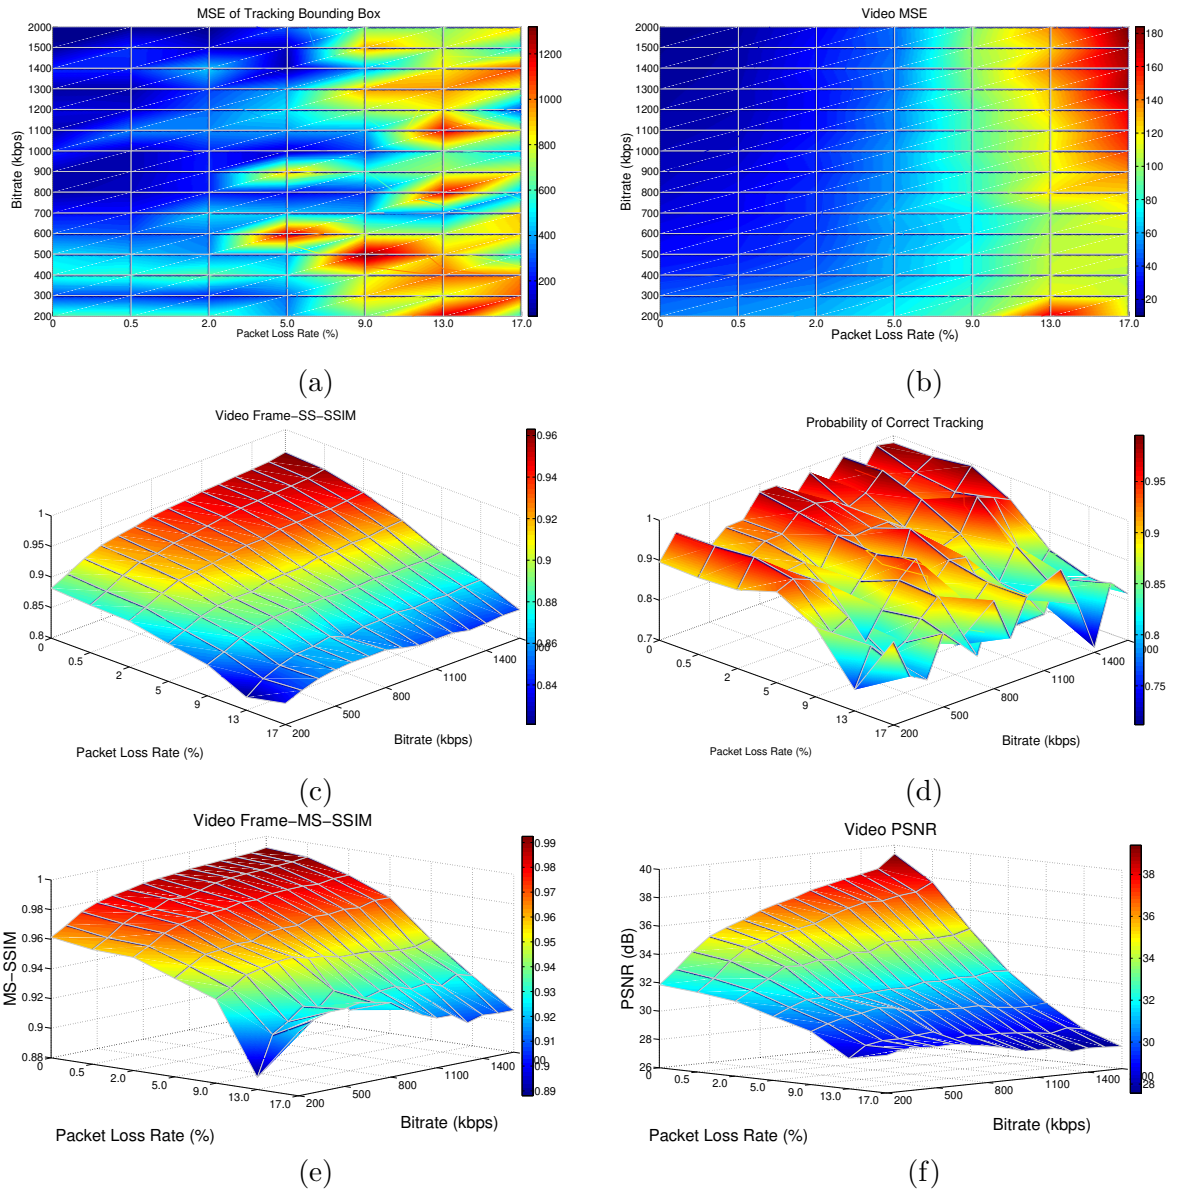 MSE of Tracking Bounding Box
2000
1500
1400
1300
1200
1100
1000
900
800
700
600
500
400
300
200
Bitrate (kbps)
0 0.5 2.0 5.0 9.0 13.0 17.0
Packet Loss Rate (%)
1200
1000
800
600
400
200
(a)
Video MSE
2000
1500
1400
1300
1200
1100
1000
900
800
700
600
500
400
300
200
Bitrate (kbps)
0 0.5 2.0 5.0 9.0 13.0 17.0
Packet Loss Rate (%)
180
160
140
120
100
80
60
40
20
(b)
Video Frame−SS−SSIM
1
0.95
0.9
0.85
0.8
0 0.5 2 5 9 13 17
200 500 800 1100 1400
Packet Loss Rate (%)
Bitrate (kbps)
0.96
0.94
0.92
0.9
0.88
0.86
0.84
(c)
Probability of Correct Tracking
1
0.9
0.8
0.7
0 0.5 2 5 9 13 17
200 500 800 1100 1400
Packet Loss Rate (%)
Bitrate (kbps)
0.95
0.9
0.85
0.8
0.75
(d)
Video Frame−MS−SSIM
MS−SSIM
1
0.98
0.96
0.94
0.92
0.9
0.88
0 0.5 2.0 5.0 9.0 13.0 17.0
200 500 800 1100 1400
Packet Loss Rate (%)
Bitrate (kbps)
0.99
0.98
0.97
0.96
0.95
0.94
0.93
0.92
0.91
0.90
0.89
(e)
Video PSNR
PSNR (dB)
40
38
36
34
32
30
28
26
0 0.5 2.0 5.0 9.0 13.0 17.0
200 500 800 1100 1400
Packet Loss Rate (%)
Bitrate (kbps)
38
38
36
34
32
30
28
(f)